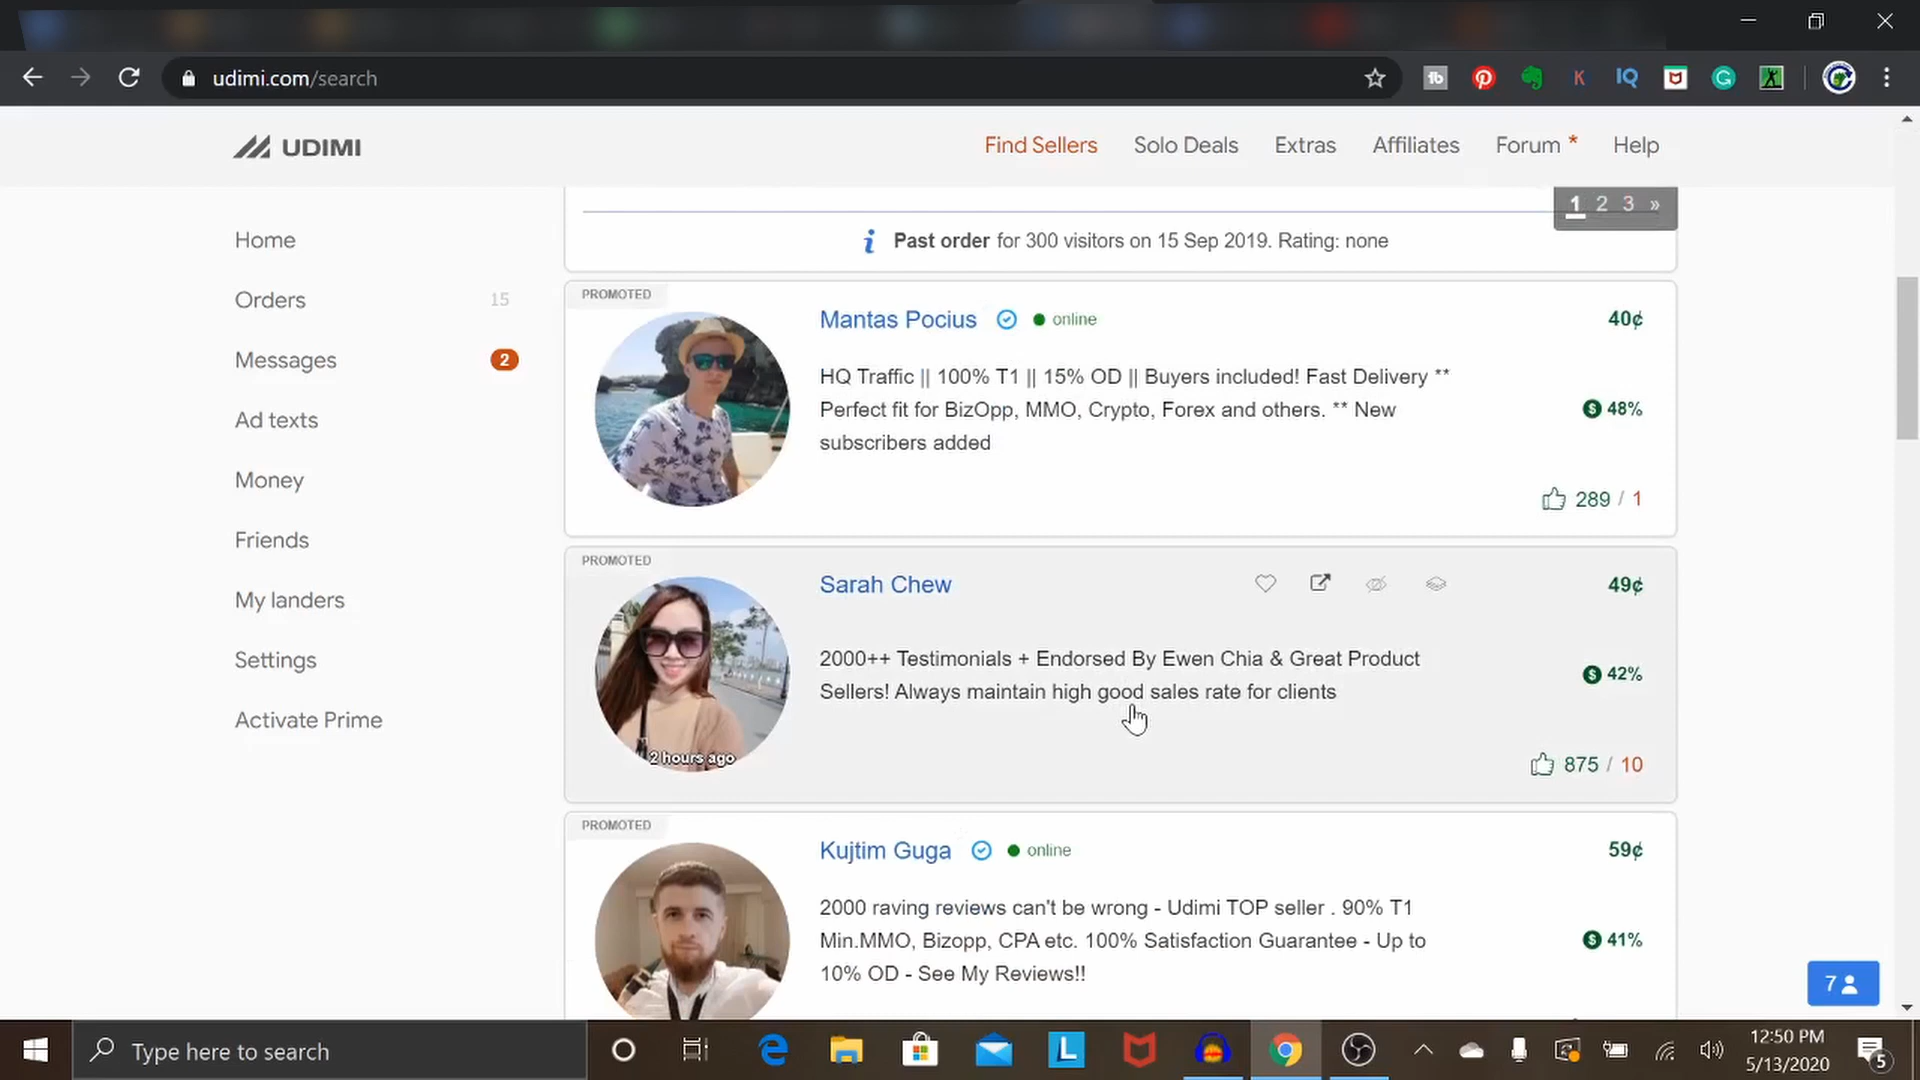 udimi.com/search
UDIMI
Find Sellers
Solo Deals
Extras
Affiliates
Forum *
Help
Home
Orders 15
Messages 2
Ad texts
Money
Friends
My landers
Settings
Activate Prime
1 2 3 »
Past order for 300 visitors on 15 Sep 2019. Rating: none
PROMOTED
Mantas Pocius online 40¢
HQ Traffic || 100% T1 || 15% OD || Buyers included! Fast Delivery **
Perfect fit for BizOpp, MMO, Crypto, Forex and others. ** New
subscribers added
48%
289 / 1
PROMOTED
Sarah Chew 49¢
2000++ Testimonials + Endorsed By Ewen Chia & Great Product
Sellers! Always maintain high good sales rate for clients
42%
2 hours ago
875 / 10
PROMOTED
Kujtim Guga online 59¢
2000 raving reviews can't be wrong - Udimi TOP seller . 90% T1
Min.MMO, Bizopp, CPA etc. 100% Satisfaction Guarantee - Up to
10% OD - See My Reviews!!
41%
7
Type here to search
12:50 PM
5/13/2020
5